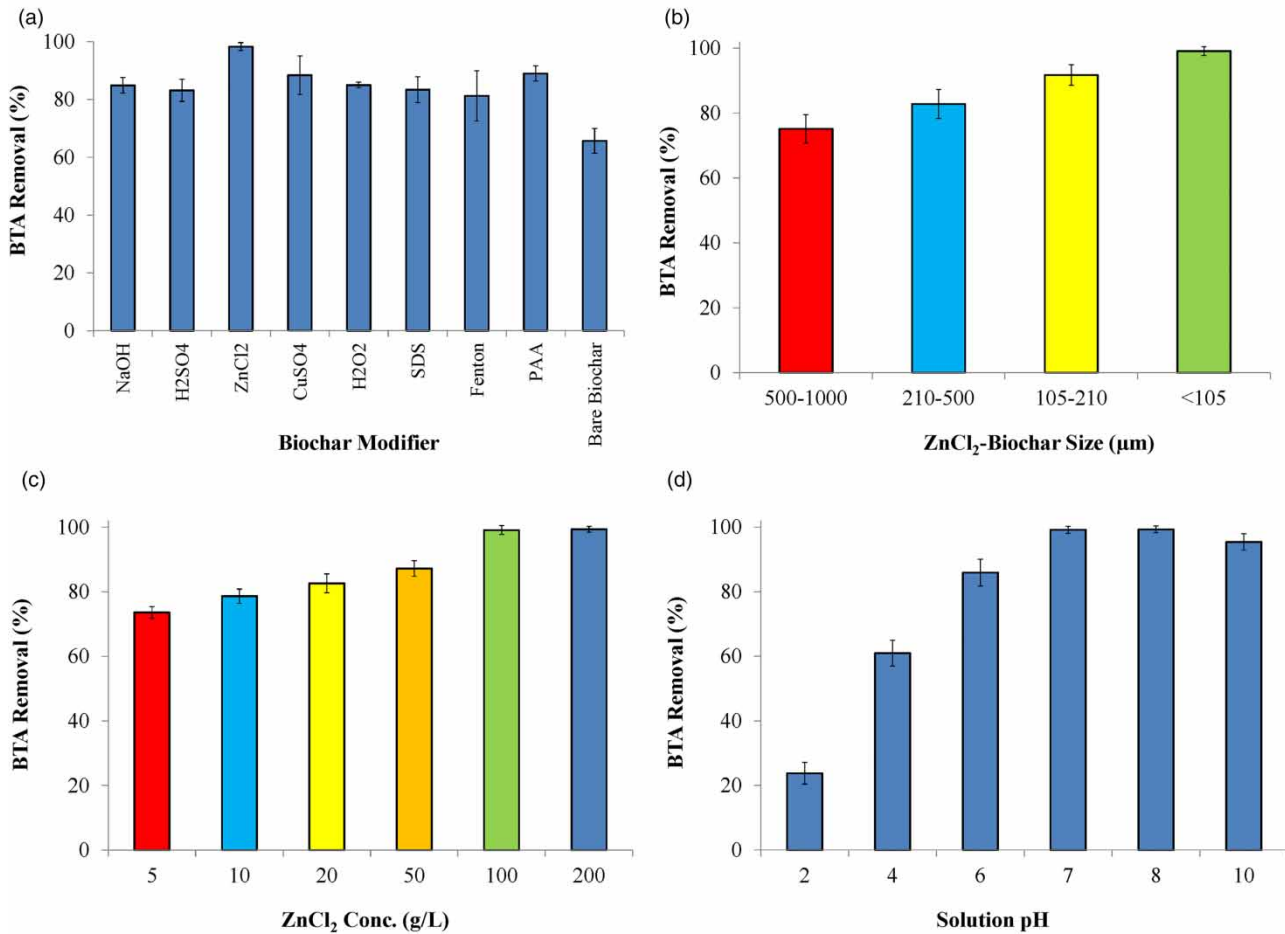 (a)
BTA Removal (%)
100
80
60
40
20
0
NaOH
H2SO4
ZnCl2
CuSO4
H2O2
SDS
Fenton
PAA
Bare Biochar
Biochar Modifier
(b)
BTA Removal (%)
100
80
60
40
20
0
500-1000 210-500 105-210 <105
ZnCl₂-Biochar Size (µm)
(c)
BTA Removal (%)
100
80
60
40
20
0
5 10 20 50 100 200
ZnCl₂ Conc. (g/L)
(d)
BTA Removal (%)
100
80
60
40
20
0
2 4 6 7 8 10
Solution pH